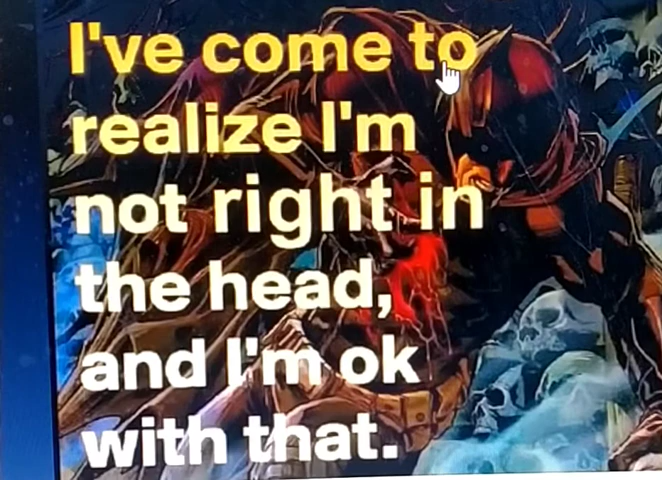 I've come to
realize I'm
not right in
the head,
and I'm ok
with that.